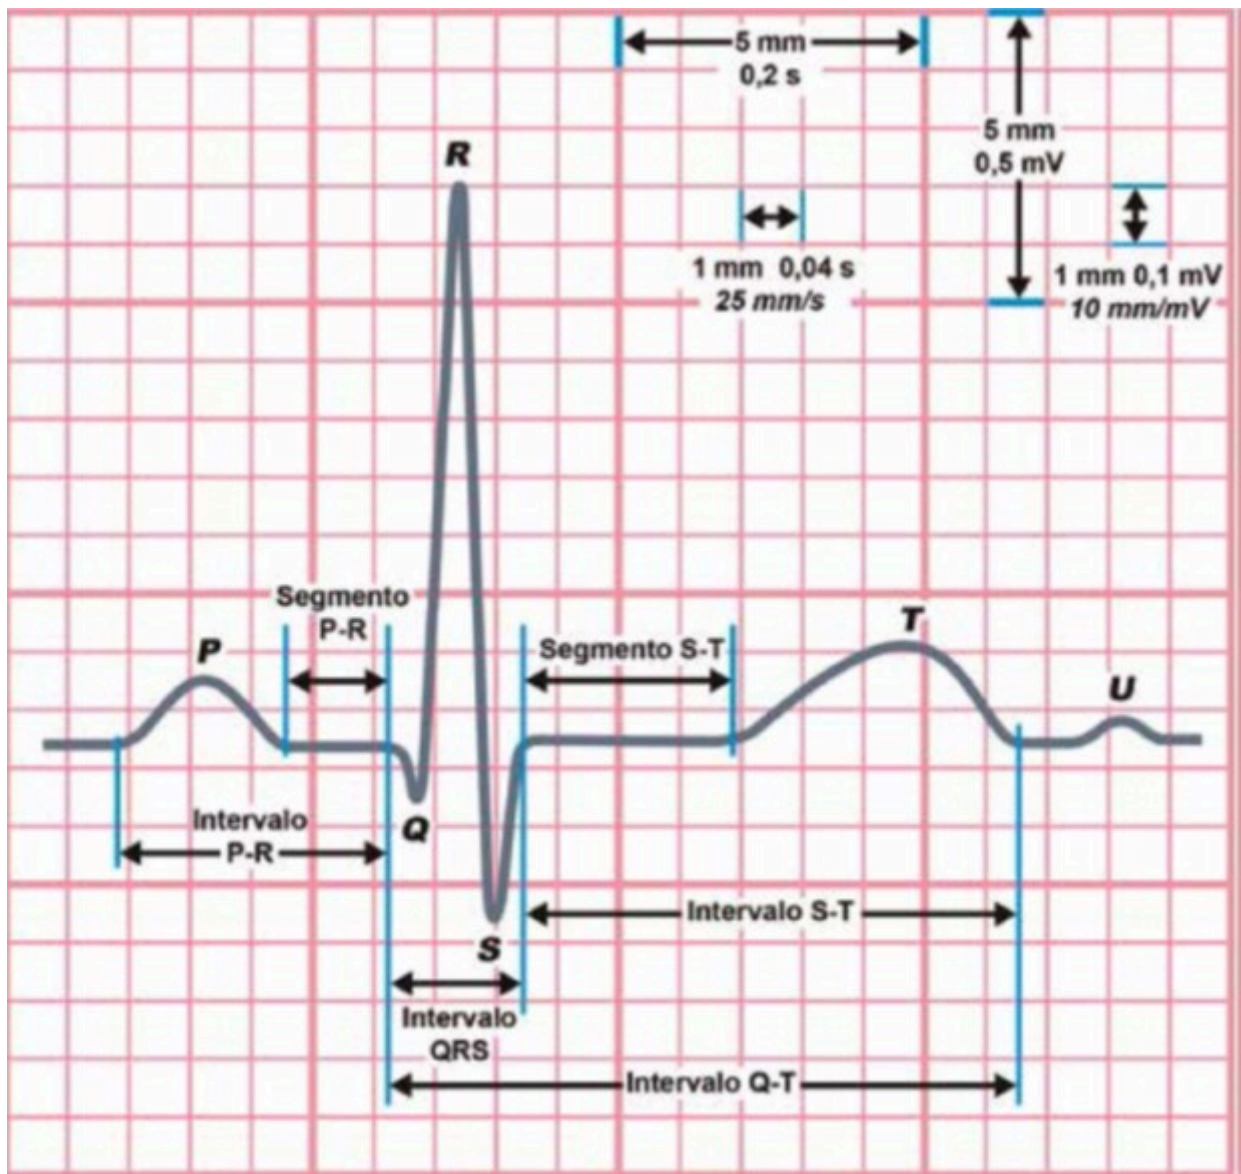 5 mm
0,2 s
5 mm
0,5 mV
R
1 mm 0,04 s
25 mm/s
1 mm 0,1 mV
10 mm/mV
Segmento
P-R
P
Segmento S-T
T
U
Intervalo
P-R
Q
Intervalo S-T
S
Intervalo
QRS
Intervalo Q-T